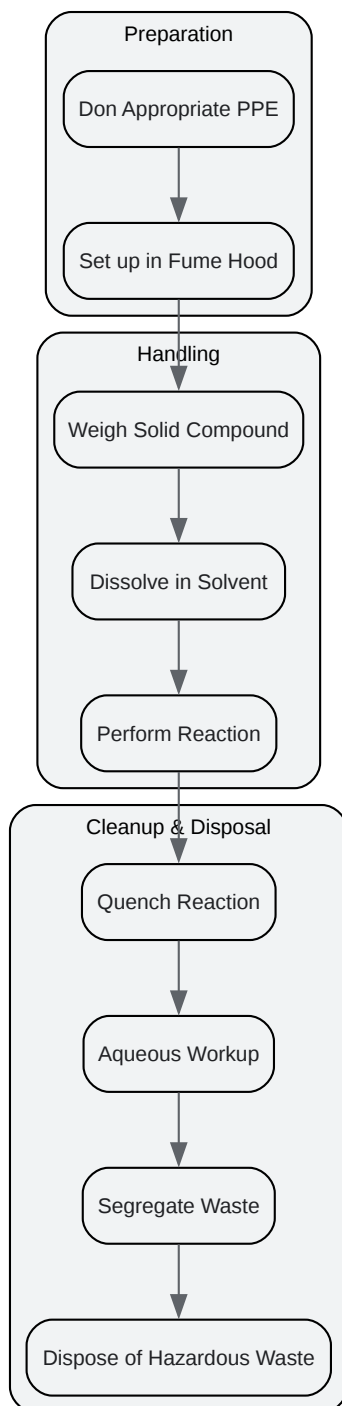 Preparation
Don Appropriate PPE
Set up in Fume Hood
Handling
Weigh Solid Compound
Dissolve in Solvent
Perform Reaction
Cleanup & Disposal
Quench Reaction
Aqueous Workup
Segregate Waste
Dispose of Hazardous Waste